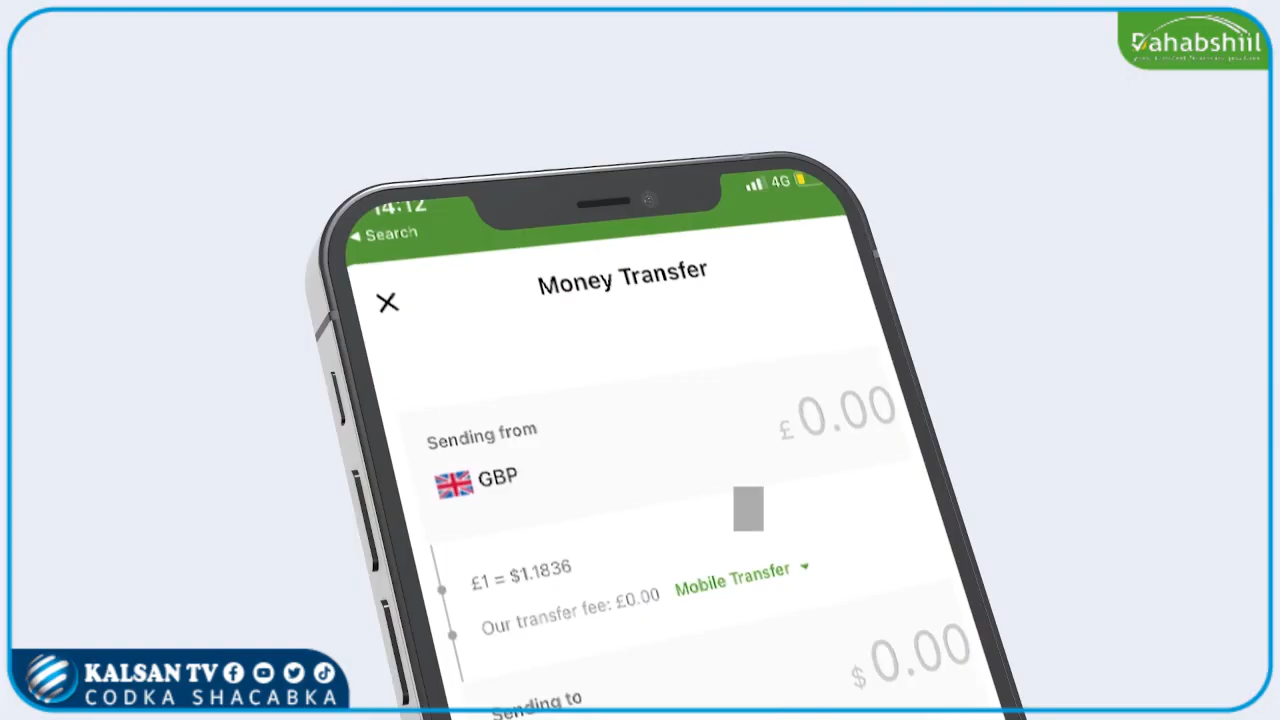 Dahabshiil
14:12
4G
Search
Money Transfer
Sending from
£0.00
GBP
£1 = $1.1836
Our transfer fee: £0.00 Mobile Transfer
$0.00
Sending to
KALSAN TV
CODKA SHACABKA